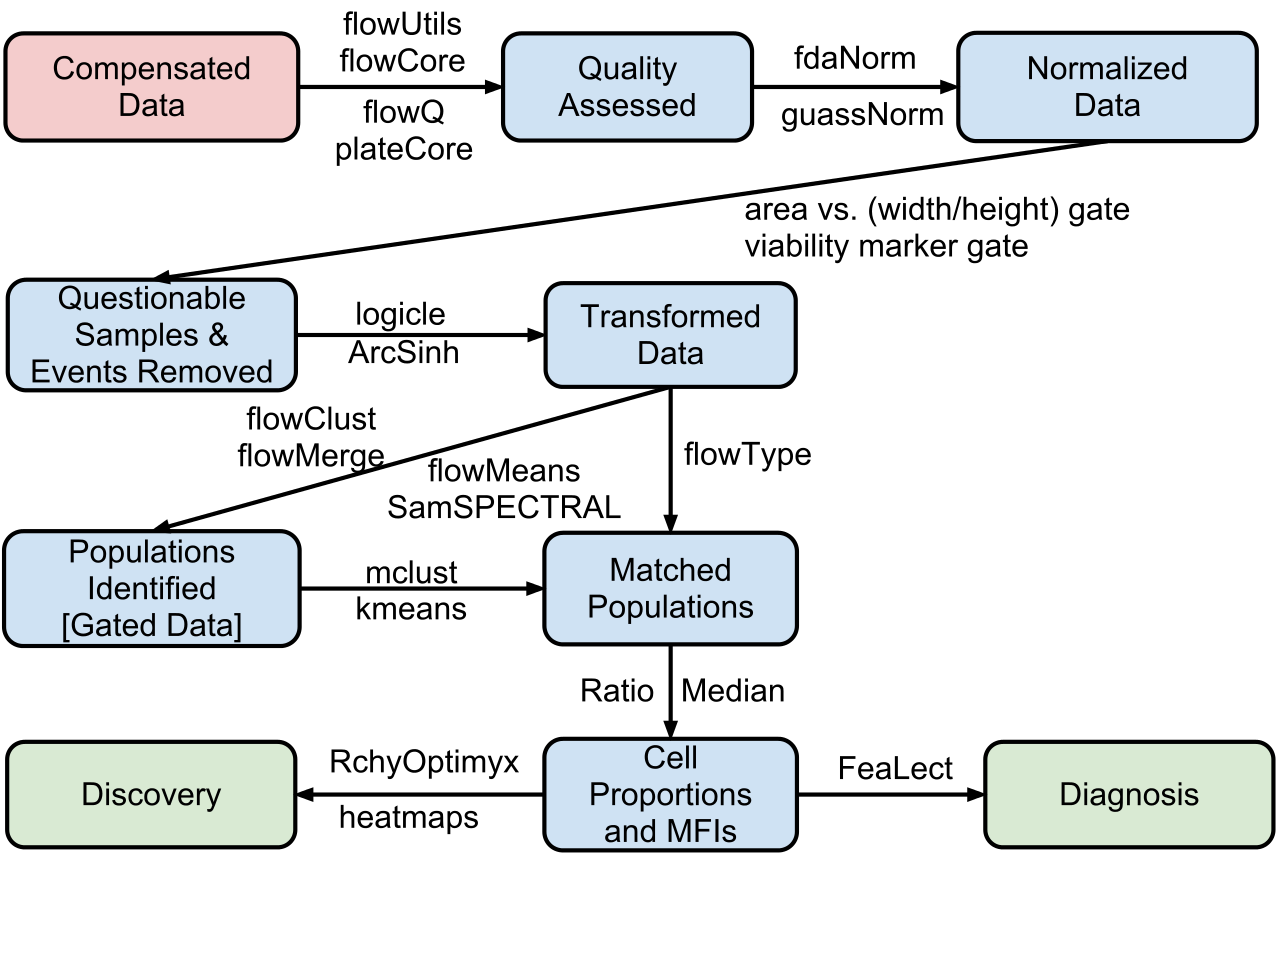 Compensated
Data
flowUtils
flowCore
flowQ
plateCore
Quality
Assessed
fdaNorm
guassNorm
Normalized
Data
area vs. (width/height) gate
viability marker gate
Questionable
Samples &
Events Removed
logicle
ArcSinh
Transformed
Data
flowClust
flowMerge
flowMeans
SamSPECTRAL
flowType
Populations
Identified
[Gated Data]
mclust
kmeans
Matched
Populations
Ratio
Median
Discovery
RchyOptimyx
heatmaps
Cell
Proportions
and MFIs
FeaLect
Diagnosis